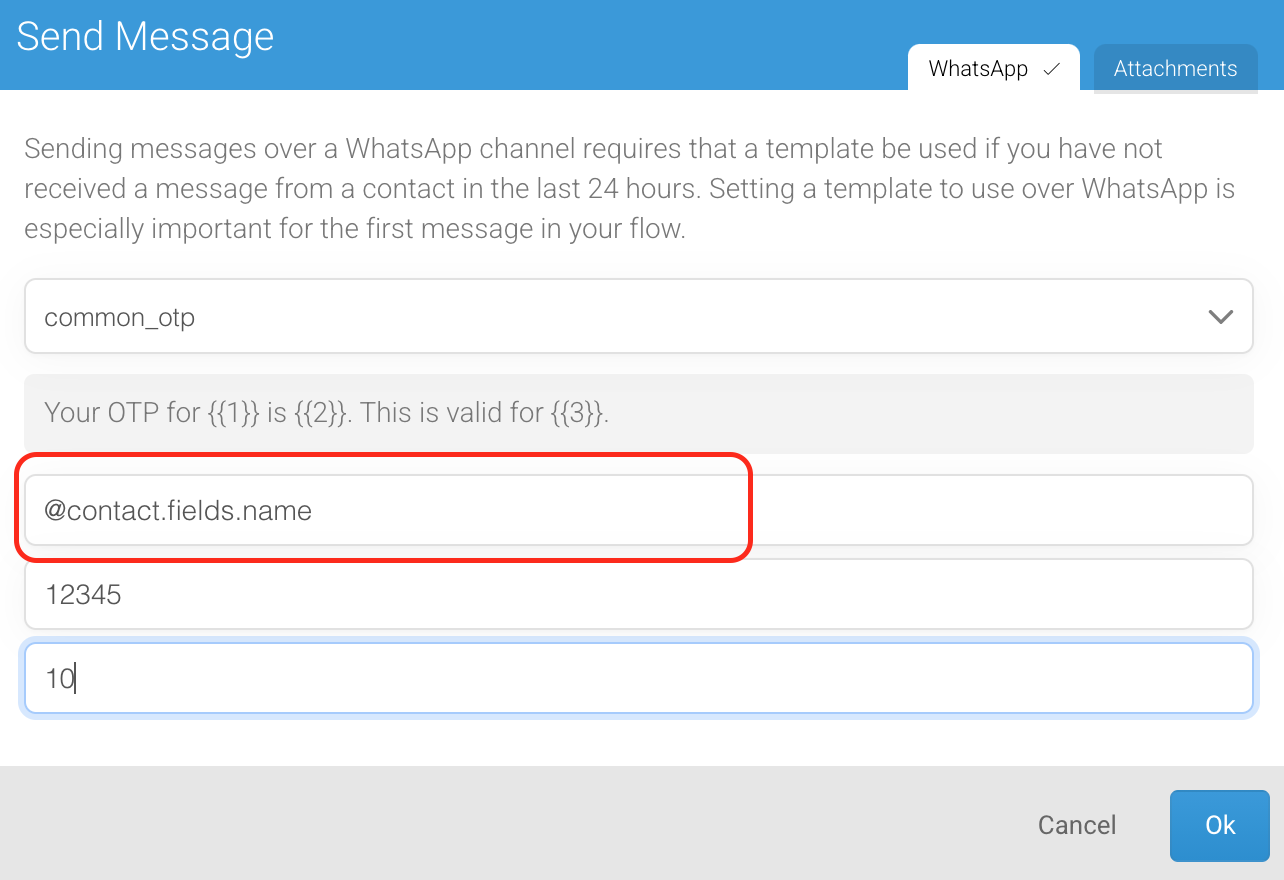 Send Message
WhatsApp ✓
Attachments
Sending messages over a WhatsApp channel requires that a template be used if you have not
received a message from a contact in the last 24 hours. Setting a template to use over WhatsApp is
especially important for the first message in your flow.
common_otp
Your OTP for {{1}} is {{2}}. This is valid for {{3}}.
@contact.fields.name
12345
10
Cancel
Ok